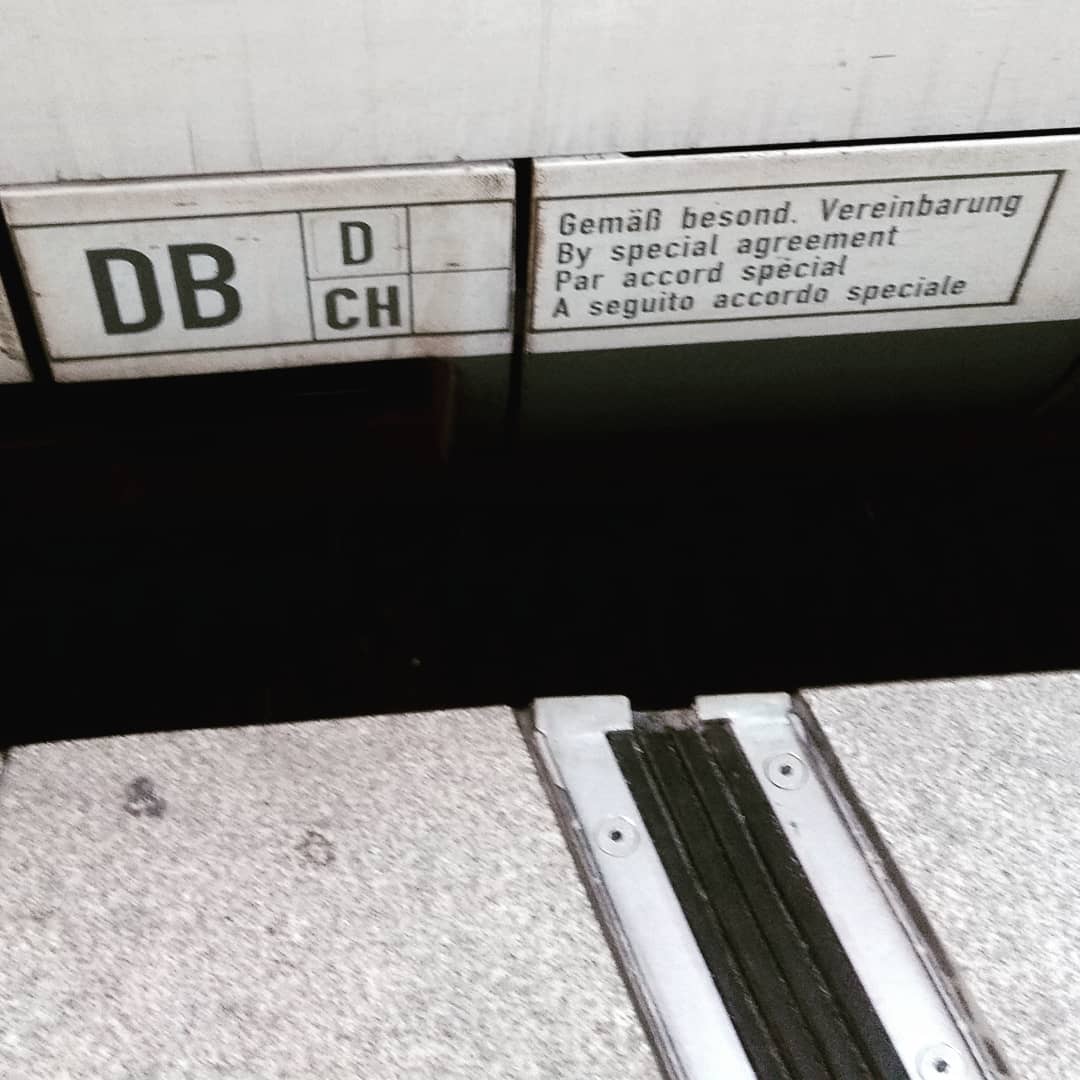 DB
D
CH
Gemäß besond. Vereinbarung
By special agreement
Par accord spécial
A seguito accordo speciale